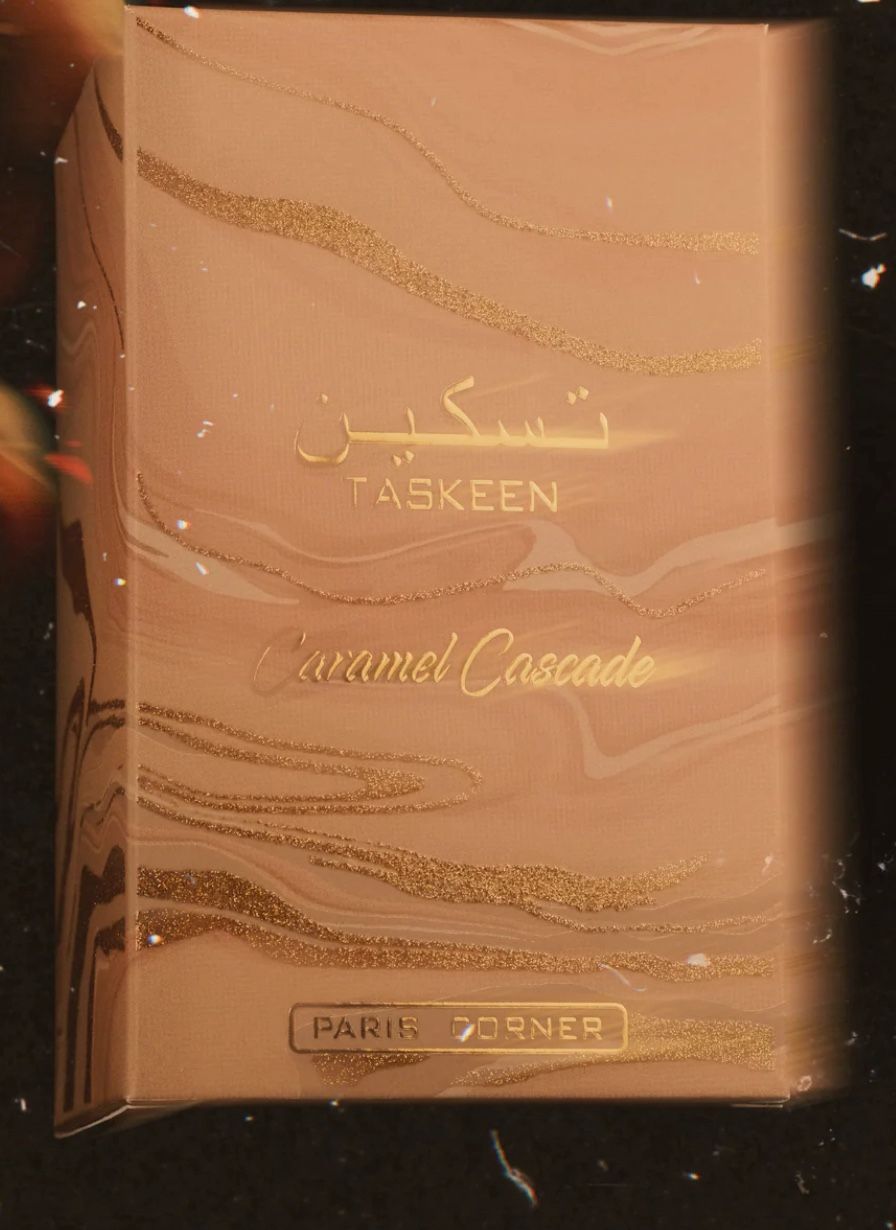 تسكين
TASKEEN
Caramel Cascade
PARIS CORNER